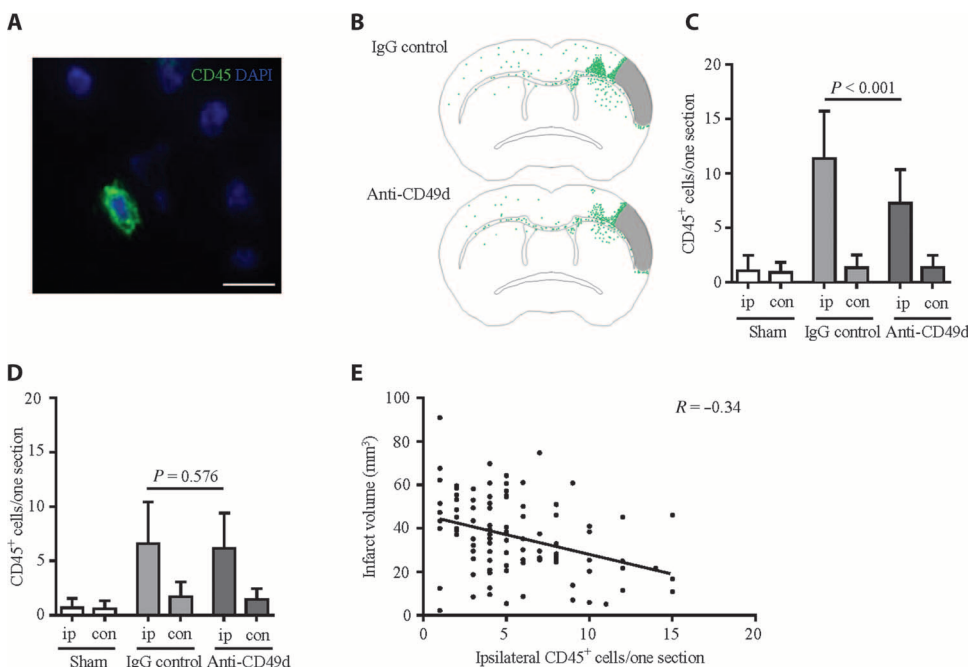 A
CD45 DAPI
B
IgG control
Anti-CD49d
C
CD45⁺ cells/one section
20
15
10
5
0
P < 0.001
ip con ip con ip con
Sham IgG control Anti-CD49d
D
CD45⁺ cells/one section
20
15
10
5
0
P = 0.576
ip con ip con ip con
Sham IgG control Anti-CD49d
E
Infarct volume (mm³)
100
80
60
40
20
0
R = –0.34
0 5 10 15 20
Ipsilateral CD45⁺ cells/one section